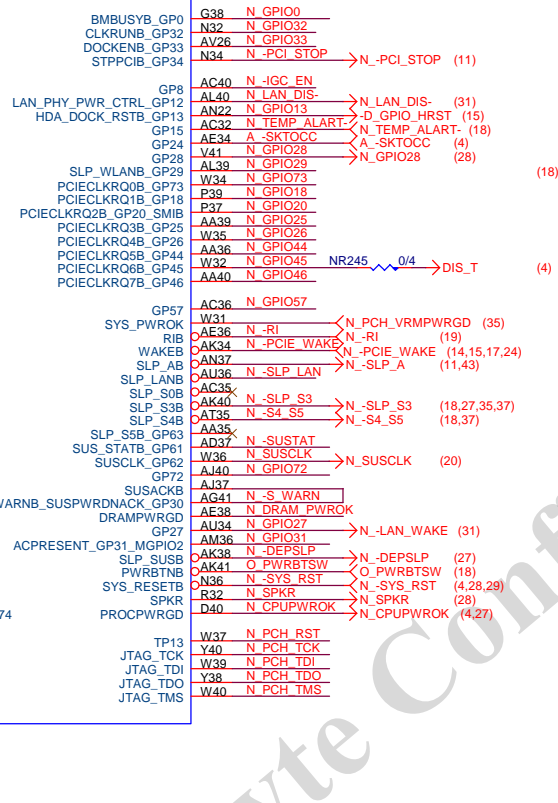 BMBUSYB_GP0 G38 N_GPIO0
CLKRUNB_GP32 N32 N_GPIO32
DOCKENB_GP33 AV26 N_GPIO33
STPPCIB_GP34 N34 N_-PCI_STOP N_-PCI_STOP (11)
GP8 AC40 N_-IGC_EN
LAN_PHY_PWR_CTRL_GP12 AL40 N_LAN_DIS- N_LAN_DIS- (31)
HDA_DOCK_RSTB_GP13 AN22 N_GPIO13 -D_GPIO_HRST (15)
GP15 AC32 N_TEMP_ALART- N_TEMP_ALART- (18)
GP24 AE34 A_-SKTOCC A_-SKTOCC (4)
GP28 V41 N_GPIO28 N_GPIO28 (28)
SLP_WLANB_GP29 AL39 N_GPIO29 (18)
PCIECLKRQ0B_GP73 W34 N_GPIO73
PCIECLKRQ1B_GP18 P39 N_GPIO18
PCIECLKRQ2B_GP20_SMIB P37 N_GPIO20
PCIECLKRQ3B_GP25 AA39 N_GPIO25
PCIECLKRQ4B_GP26 W35 N_GPIO26
PCIECLKRQ5B_GP44 AA36 N_GPIO44
PCIECLKRQ6B_GP45 W32 N_GPIO45 NR245 0/4 DIS_T (4)
PCIECLKRQ7B_GP46 AA40 N_GPIO46
GP57 AC36 N_GPIO57
SYS_PWROK W31 N_PCH_VRMPWRGD (35)
RIB AE36 N_-RI N_-RI (19)
WAKEB AK34 N_-PCIE_WAKE N_-PCIE_WAKE (14,15,17,24)
SLP_AB AN37 N_-SLP_A (11,43)
SLP_LANB AU36 N_-SLP_LAN
SLP_S0B AC35
SLP_S3B AK40 N_-SLP_S3 N_-SLP_S3 (18,27,35,37)
SLP_S4B AT35 N_-S4_S5 N_-S4_S5 (18,37)
SLP_S5B_GP63 AA35
SUS_STATB_GP61 AD37 N_-SUSTAT
SUSCLK_GP62 W36 N_SUSCLK N_SUSCLK (20)
GP72 AJ40 N_GPIO72
SUSACKB AJ37
WARNB_SUSPWRDNACK_GP30 AG41 N_-S_WARN
DRAMPWRGD AE38 N_DRAM_PWROK
GP27 AU34 N_GPIO27 N_-LAN_WAKE (31)
ACPRESENT_GP31_MGPIO2 AM36 N_GPIO31
SLP_SUSB AK38 N_-DEPSLP N_-DEPSLP (27)
PWRBTNB AK41 O_PWRBTSW O_PWRBTSW (18)
SYS_RESETB N36 N_-SYS_RST N_-SYS_RST (4,28,29)
SPKR R32 N_SPKR N_SPKR (28)
74 PROCPWRGD D40 N_CPUPWROK N_CPUPWROK (4,27)
TP13 W37 N_PCH_RST
JTAG_TCK Y40 N_PCH_TCK
JTAG_TDI W39 N_PCH_TDI
JTAG_TDO Y38 N_PCH_TDO
JTAG_TMS W40 N_PCH_TMS